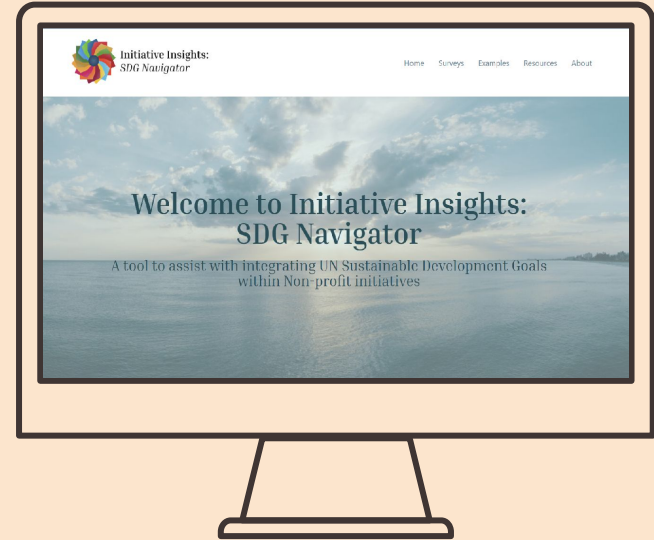 Initiative Insights:
SDG Navigator
Home Surveys Examples Resources About
Welcome to Initiative Insights:
SDG Navigator
A tool to assist with integrating UN Sustainable Development Goals
within Non-profit initiatives